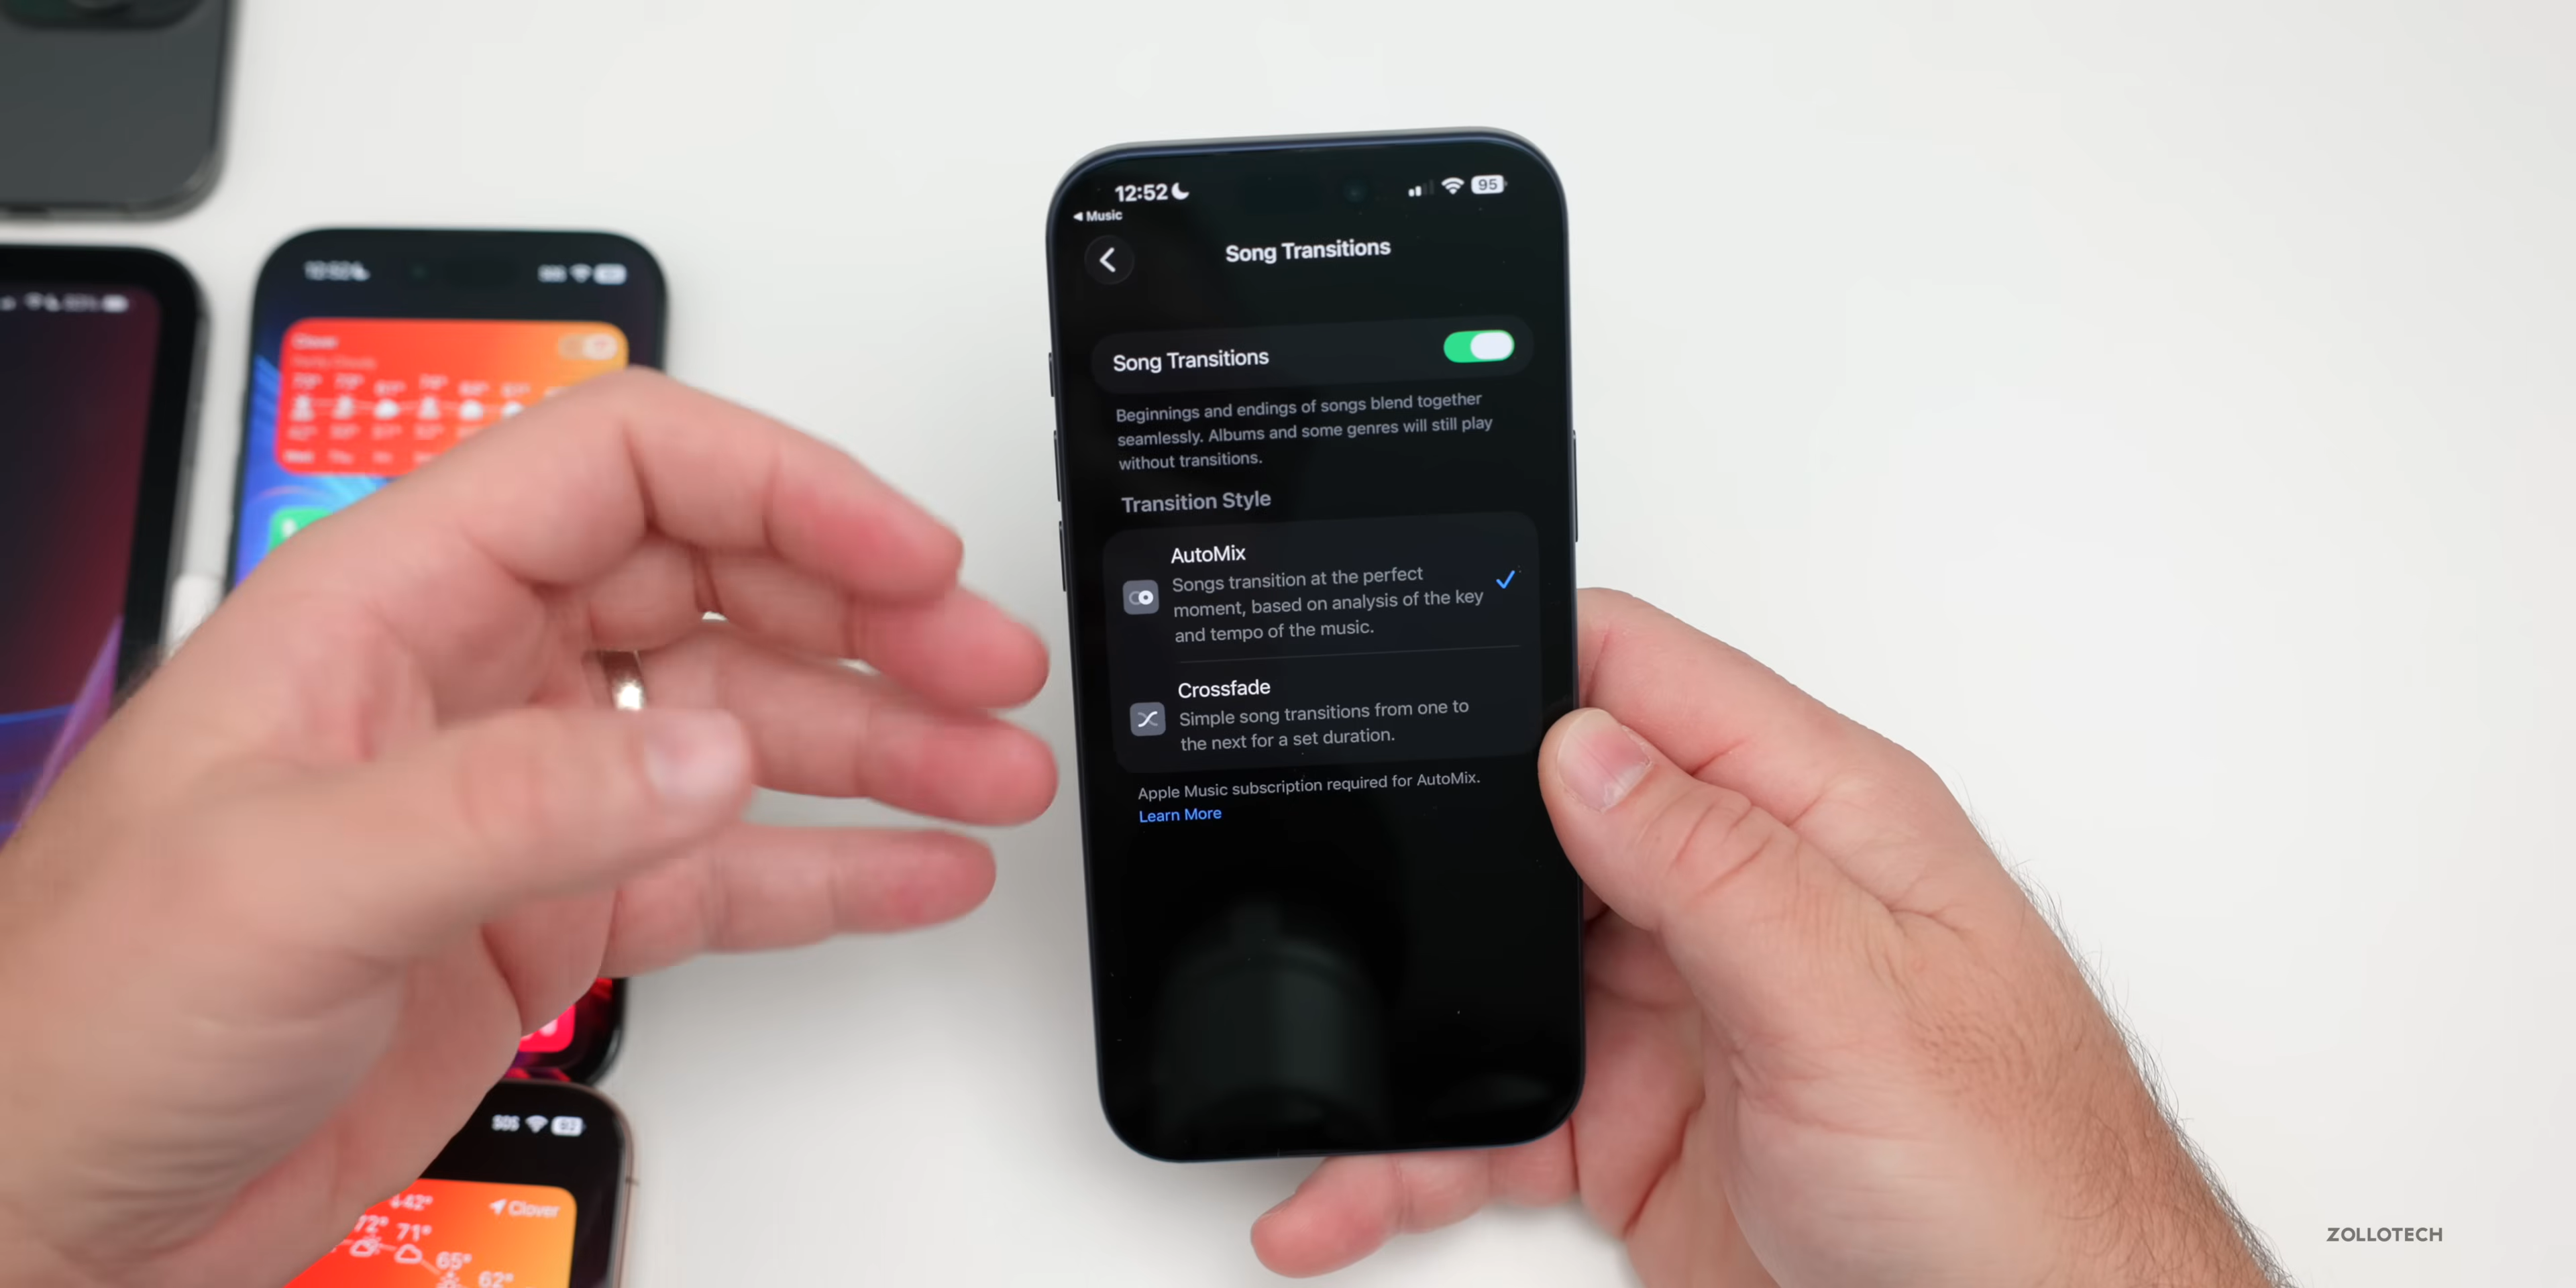 12:52
95
◀ Music
Song Transitions
Song Transitions
Beginnings and endings of songs blend together
seamlessly. Albums and some genres will still play
without transitions.
Transition Style
AutoMix
Songs transition at the perfect
moment, based on analysis of the key
and tempo of the music.
Crossfade
Simple song transitions from one to
the next for a set duration.
Apple Music subscription required for AutoMix.
Learn More
12:52
Clover
SOS
Clover
72°
71°
65°
62°
ZOLLOTECH